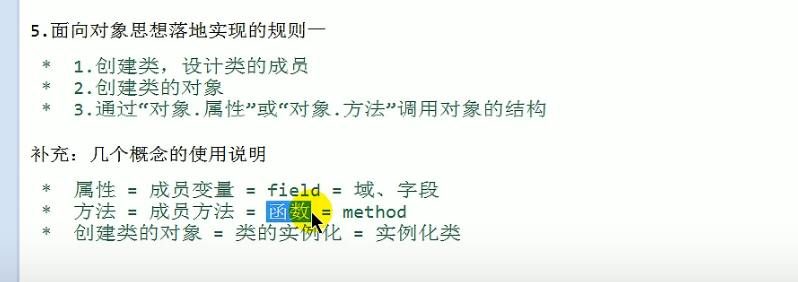 5.面向对象思想落地实现的规则一
* 1.创建类，设计类的成员
* 2.创建类的对象
* 3.通过“对象.属性”或“对象.方法”调用对象的结构
补充：几个概念的使用说明
* 属性 = 成员变量 = field = 域、字段
* 方法 = 成员方法 = 函数 = method
* 创建类的对象 = 类的实例化 = 实例化类